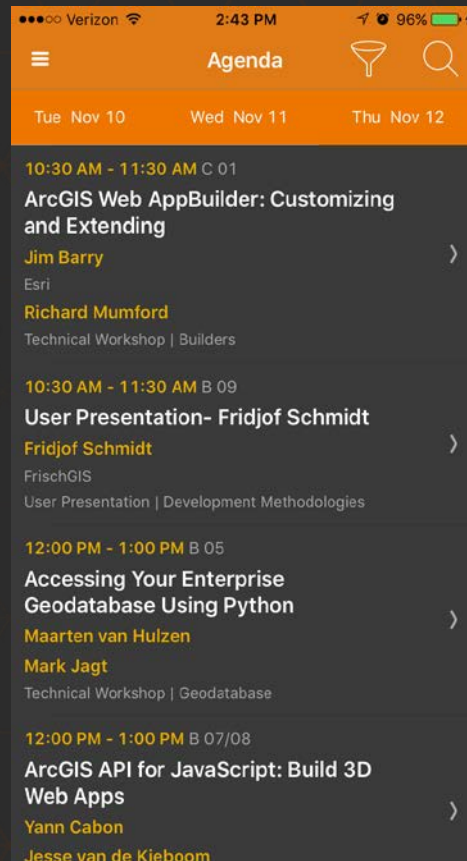 Verizon 2:43 PM 96%
Agenda
Tue Nov 10 Wed Nov 11 Thu Nov 12
10:30 AM - 11:30 AM C 01
ArcGIS Web AppBuilder: Customizing
and Extending
Jim Barry
Esri
Richard Mumford
Technical Workshop | Builders
10:30 AM - 11:30 AM B 09
User Presentation- Fridjof Schmidt
Fridjof Schmidt
FrischGIS
User Presentation | Development Methodologies
12:00 PM - 1:00 PM B 05
Accessing Your Enterprise
Geodatabase Using Python
Maarten van Hulzen
Mark Jagt
Technical Workshop | Geodatabase
12:00 PM - 1:00 PM B 07/08
ArcGIS API for JavaScript: Build 3D
Web Apps
Yann Cabon
Jesse van de Kieboom